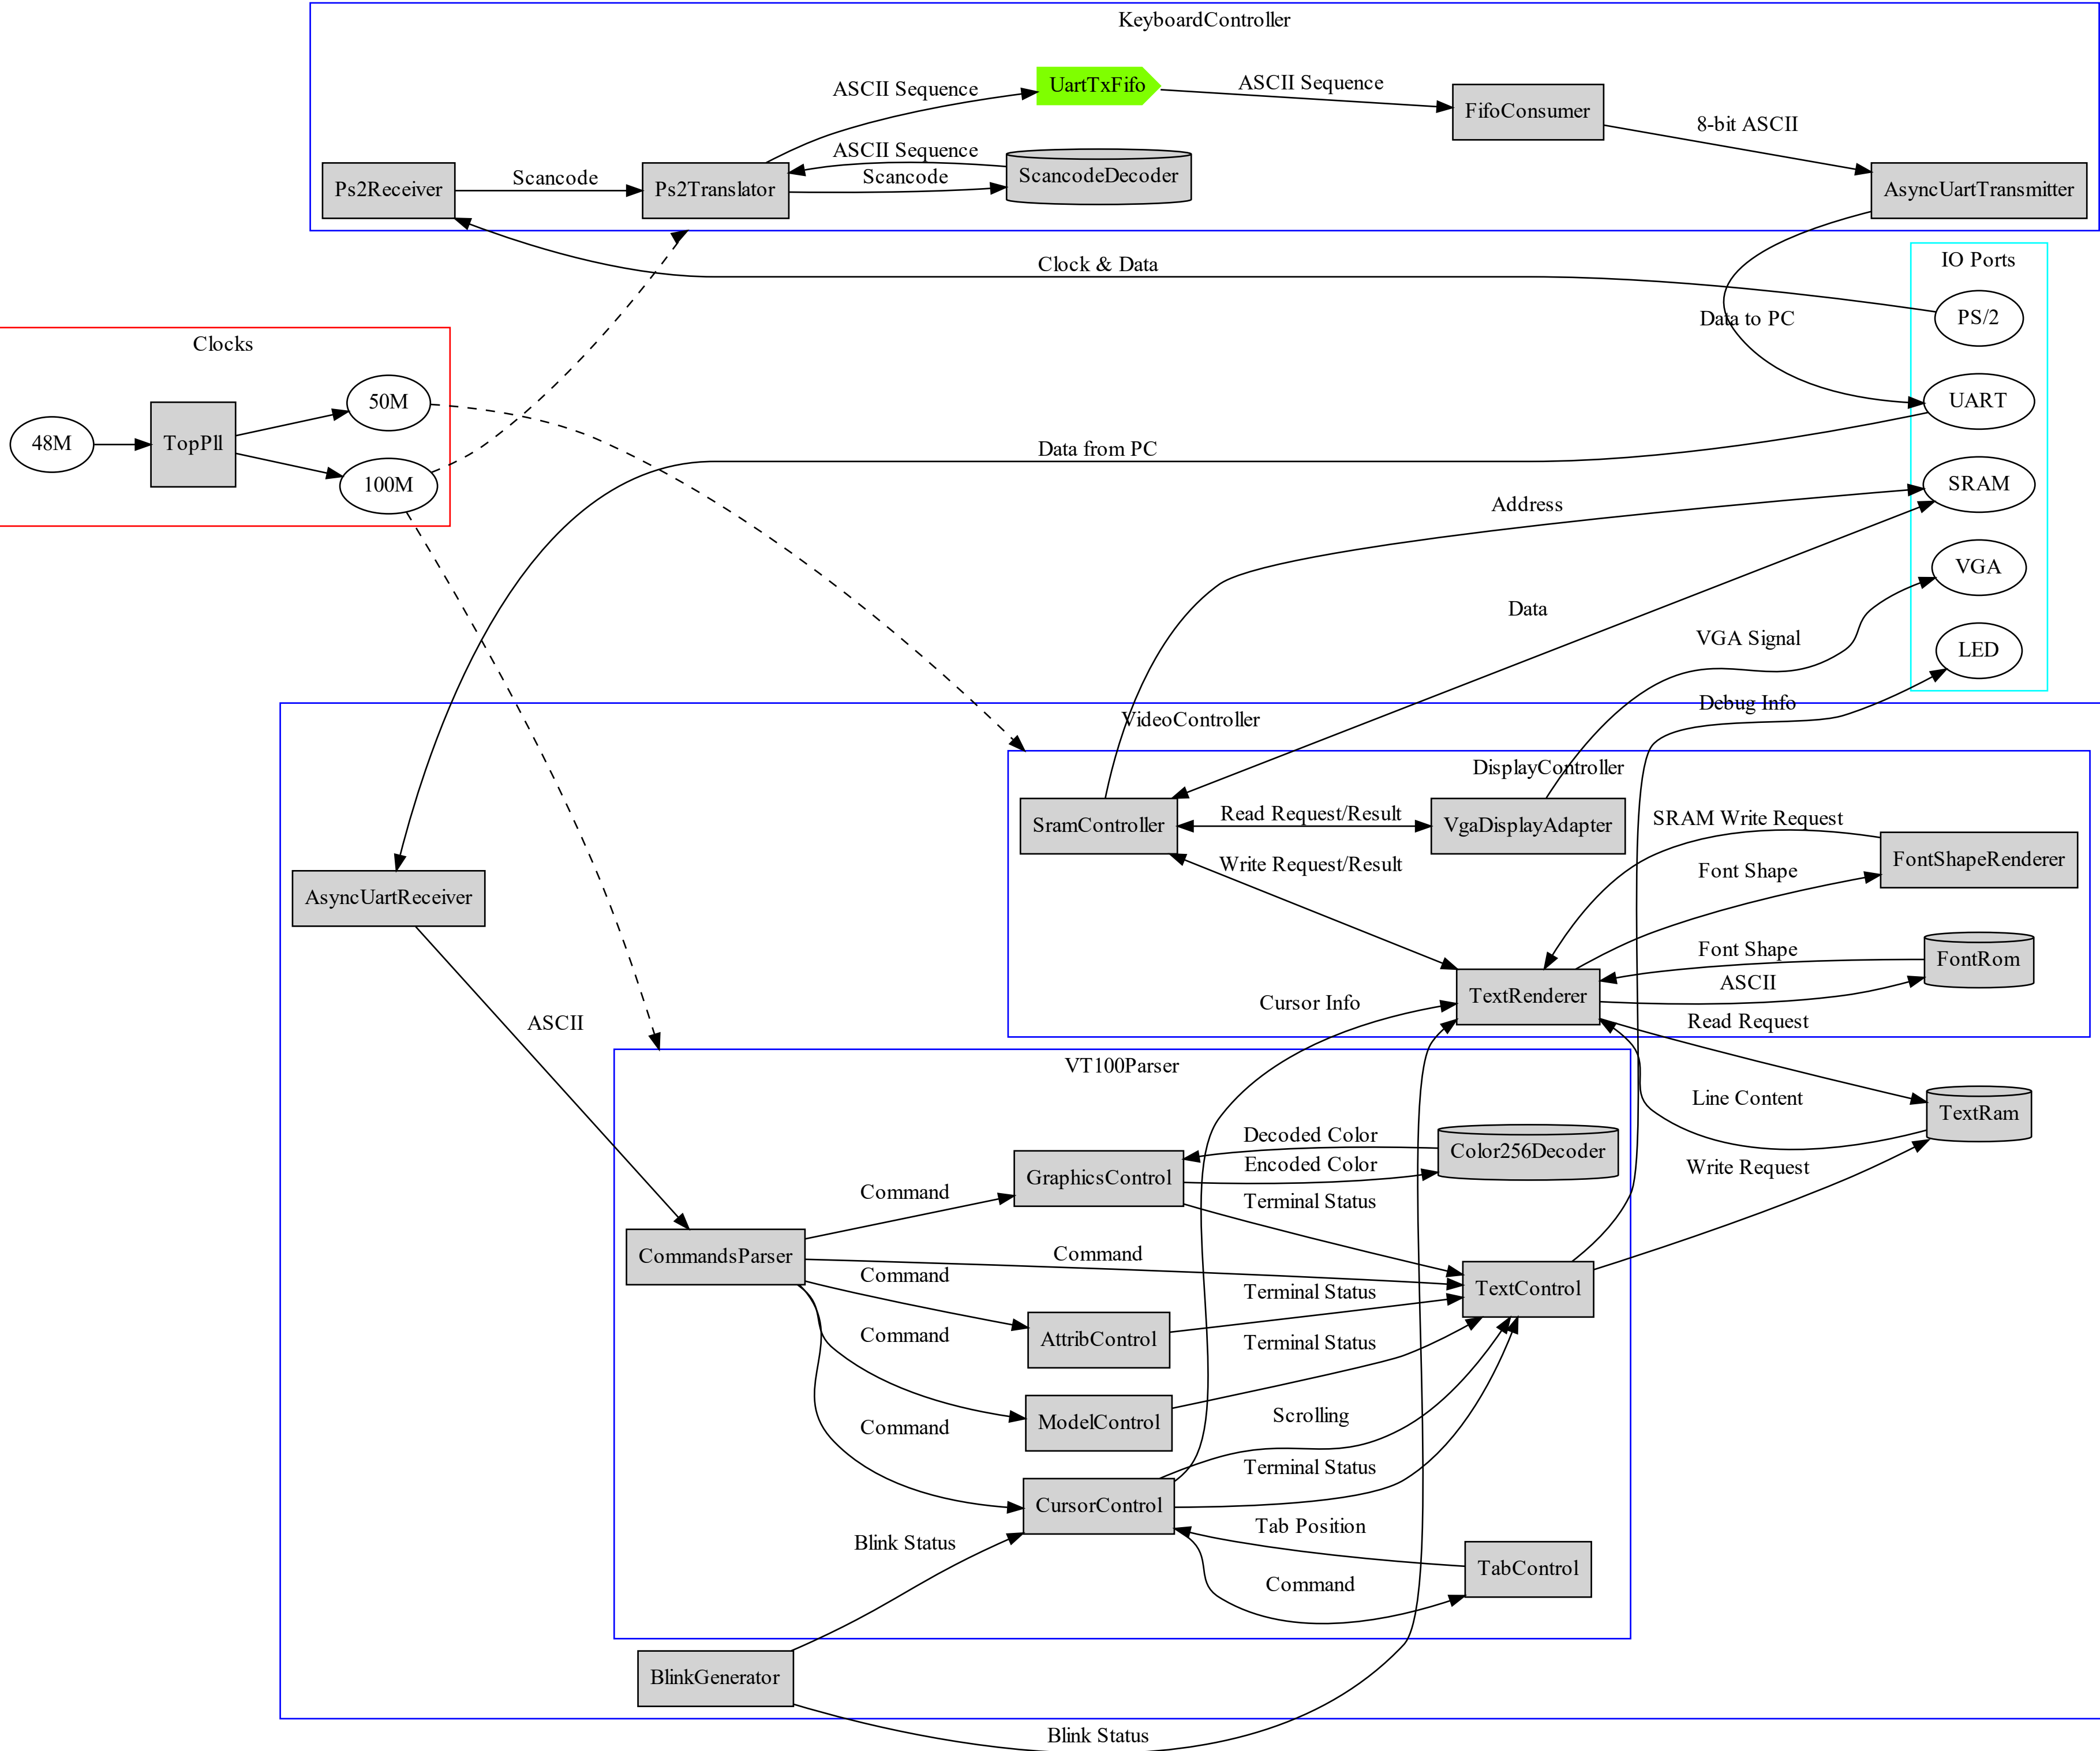 KeyboardController
UartTxFifo
ASCII Sequence
ASCII Sequence
FifoConsumer
8-bit ASCII
Ps2Receiver
Scancode
Ps2Translator
ASCII Sequence
Scancode
ScancodeDecoder
AsyncUartTransmitter
Clock & Data
Data to PC
IO Ports
PS/2
UART
SRAM
VGA
LED
Clocks
48M
TopPll
50M
100M
Data from PC
Address
Data
VGA Signal
Debug Info
VideoController
DisplayController
SramController
Read Request/Result
VgaDisplayAdapter
SRAM Write Request
FontShapeRenderer
Write Request/Result
Font Shape
AsyncUartReceiver
Font Shape
FontRom
ASCII
TextRenderer
Cursor Info
Read Request
ASCII
VT100Parser
Line Content
TextRam
Write Request
Decoded Color
Encoded Color
Color256Decoder
GraphicsControl
Command
Terminal Status
CommandsParser
Command
Command
TextControl
Terminal Status
AttribControl
Command
Terminal Status
ModelControl
Command
Scrolling
Terminal Status
CursorControl
Tab Position
Blink Status
TabControl
Command
BlinkGenerator
Blink Status